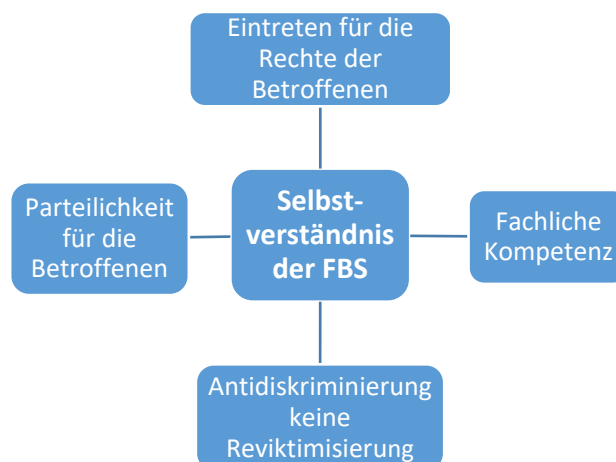 Eintreten für die
Rechte der
Betroffenen
Parteilichkeit
für die
Betroffenen
Selbst-
verständnis
der FBS
Fachliche
Kompetenz
Antidiskriminierung
keine
Reviktimisierung